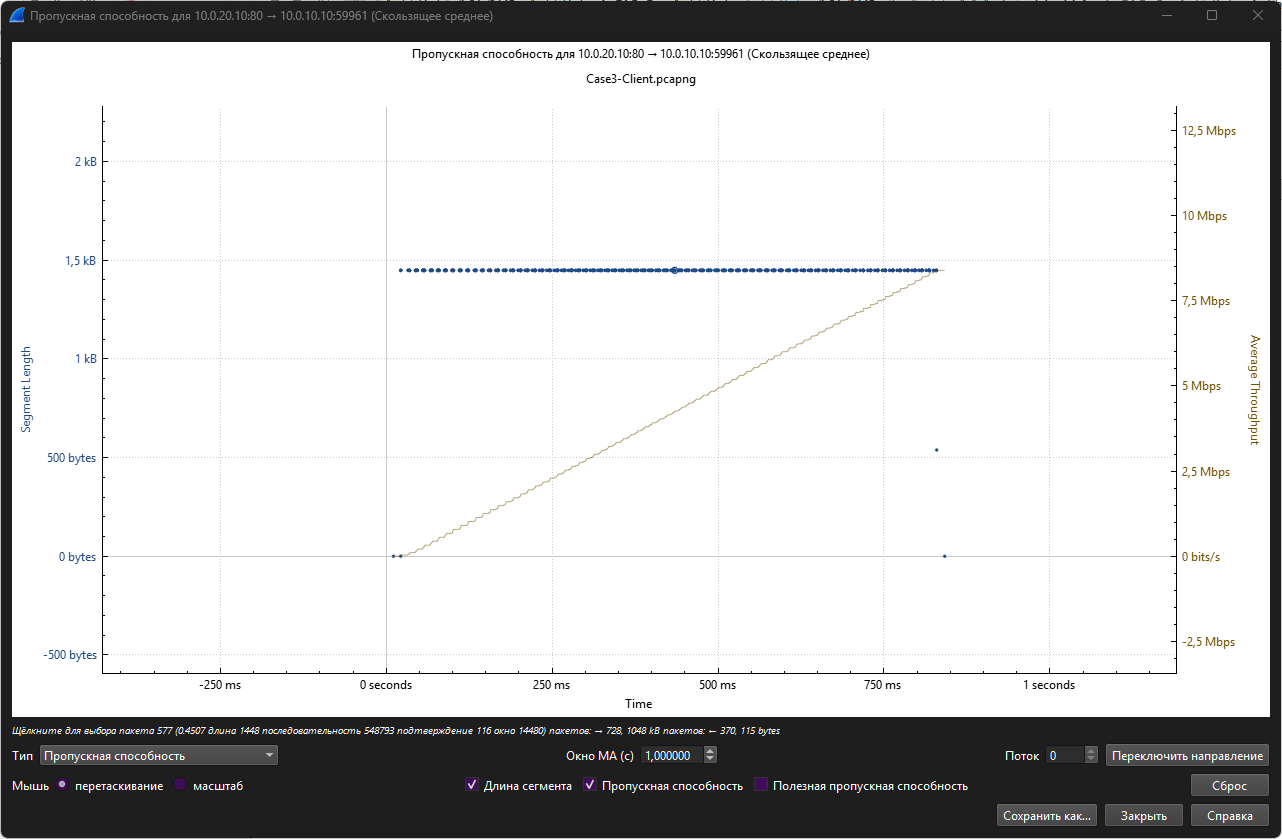 Пропускная способность для 10.0.20.10:80 → 10.0.10.10:59961 (Скользящее среднее)
Пропускная способность для 10.0.20.10:80 → 10.0.10.10:59961 (Скользящее среднее)
Case3-Client.pcapng
2 kB
1,5 kB
1 kB
500 bytes
0 bytes
-500 bytes
Segment Length
12,5 Mbps
10 Mbps
7,5 Mbps
5 Mbps
2,5 Mbps
0 bits/s
-2,5 Mbps
Average Throughput
-250 ms 0 seconds 250 ms 500 ms 750 ms 1 seconds
Time
Щёлкните для выбора пакета 577 (0.4507 длина 1448 последовательность 548793 подтверждение 116 окно 14480) пакетов: → 728, 1048 kB пакетов: ← 370, 115 bytes
Тип Пропускная способность Окно MA (с) 1,000000 Поток 0 Переключить направление
Мышь перетаскивание масштаб Длина сегмента Пропускная способность Полезная пропускная способность Сброс
Сохранить как... Закрыть Справка